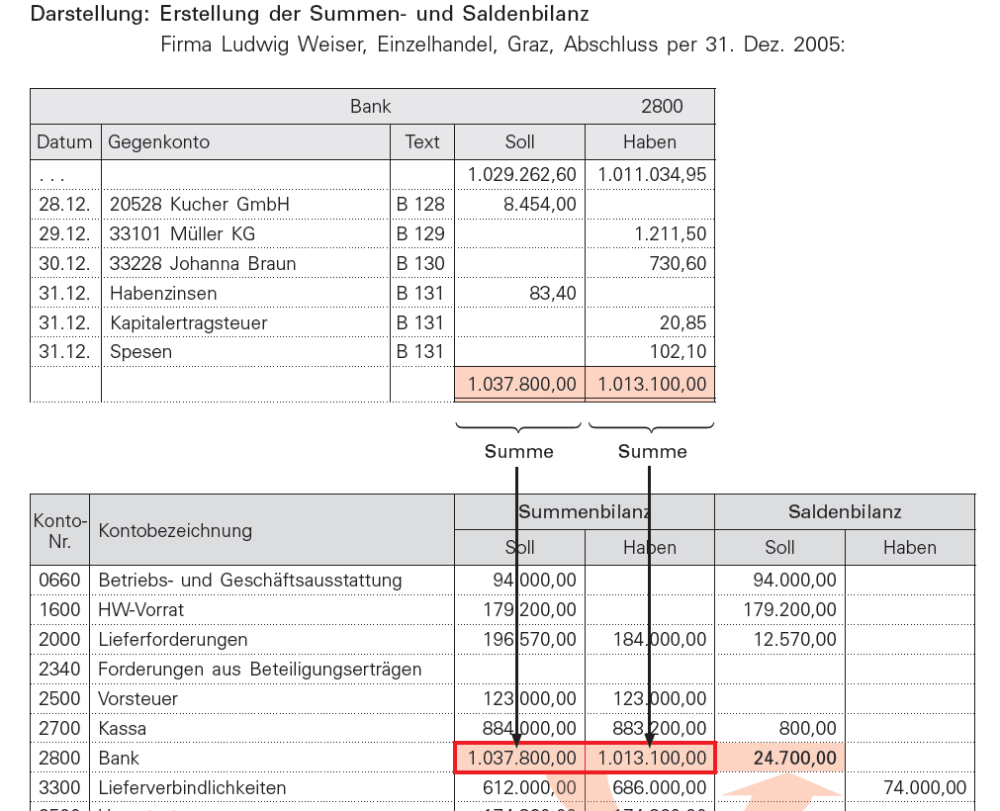 Darstellung: Erstellung der Summen- und Saldenbilanz
Firma Ludwig Weiser, Einzelhandel, Graz, Abschluss per 31. Dez. 2005:
Bank 2800
Datum Gegenkonto Text Soll Haben
. . . 1.029.262,60 1.011.034,95
28.12. 20528 Kucher GmbH B 128 8.454,00
29.12. 33101 Müller KG B 129 1.211,50
30.12. 33228 Johanna Braun B 130 730,60
31.12. Habenzinsen B 131 83,40
31.12. Kapitalertragsteuer B 131 20,85
31.12. Spesen B 131 102,10
1.037.800,00 1.013.100,00
Summe Summe
Konto-Nr. Kontobezeichnung Summenbilanz Saldenbilanz
Soll Haben Soll Haben
0660 Betriebs- und Geschäftsausstattung 94.000,00 94.000,00
1600 HW-Vorrat 179.200,00 179.200,00
2000 Lieferforderungen 196.570,00 184.000,00 12.570,00
2340 Forderungen aus Beteiligungserträgen
2500 Vorsteuer 123.000,00 123.000,00
2700 Kassa 884.000,00 883.200,00 800,00
2800 Bank 1.037.800,00 1.013.100,00 24.700,00
3300 Lieferverbindlichkeiten 612.000,00 686.000,00 74.000,00